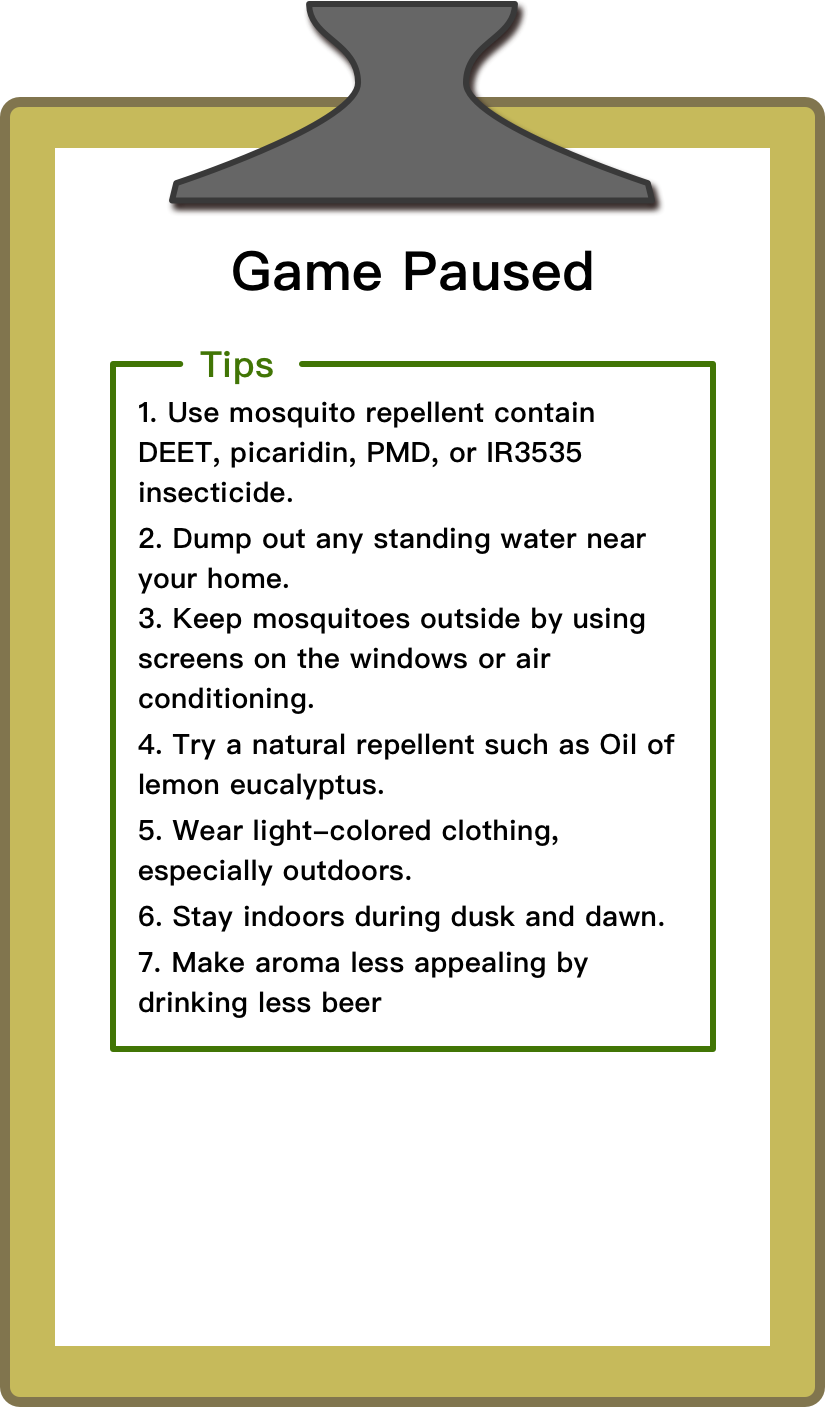 Game Paused
Tips
1. Use mosquito repellent contain
DEET, picaridin, PMD, or IR3535
insecticide.
2. Dump out any standing water near
your home.
3. Keep mosquitoes outside by using
screens on the windows or air
conditioning.
4. Try a natural repellent such as Oil of
lemon eucalyptus.
5. Wear light-colored clothing,
especially outdoors.
6. Stay indoors during dusk and dawn.
7. Make aroma less appealing by
drinking less beer